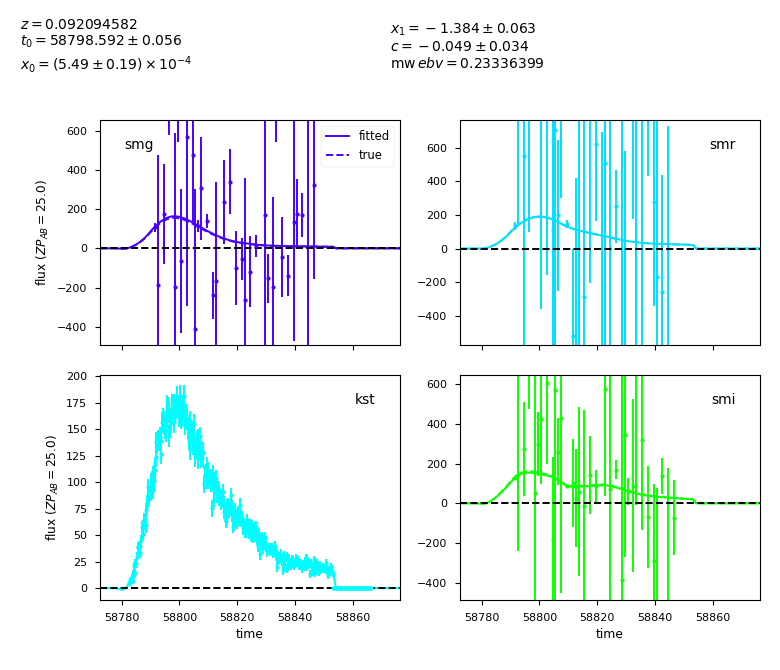 z = 0.092094582
t₀ = 58798.592 ± 0.056
x₀ = (5.49 ± 0.19) × 10⁻⁴
x₁ = −1.384 ± 0.063
c = −0.049 ± 0.034
mw ebv = 0.23336399
600
400
200
0
−200
−400
flux (ZP_AB = 25.0)
smg
fitted
true
600
400
200
0
−200
−400
smr
200
175
150
125
100
75
50
25
0
flux (ZP_AB = 25.0)
kst
58780 58800 58820 58840 58860
time
600
400
200
0
−200
−400
smi
58780 58800 58820 58840 58860
time